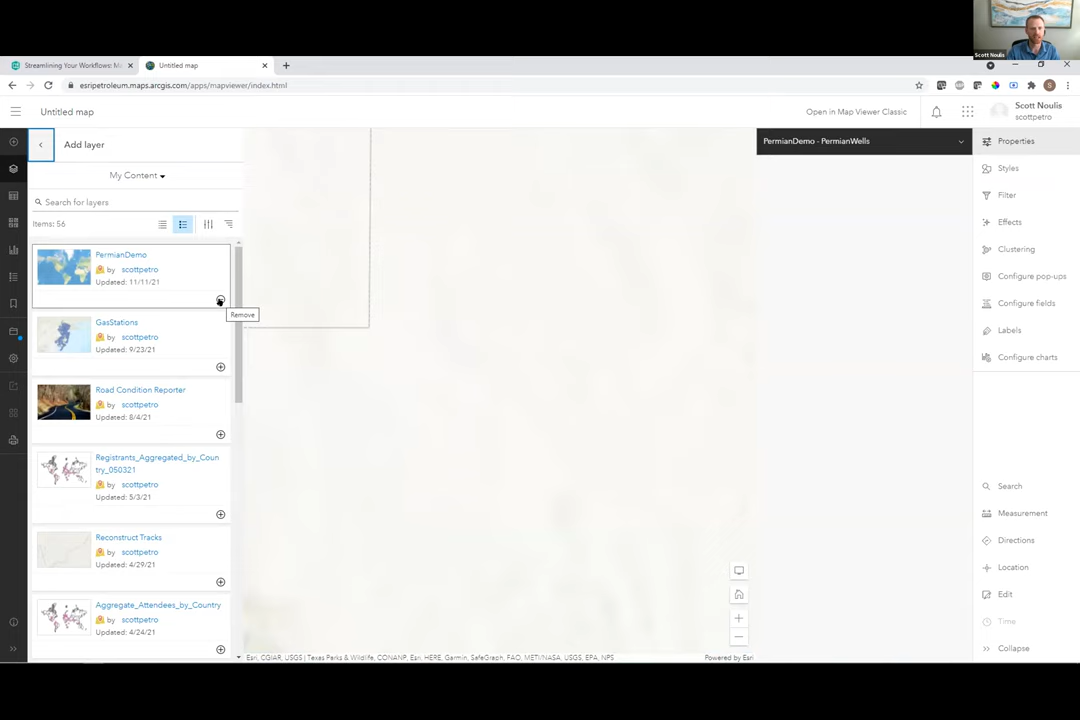 Scott Noulis
Streamlining Your Workflows: Ma
Untitled map
esripetroleum.maps.arcgis.com/apps/mapviewer/index.html
S
Untitled map
Open in Map Viewer Classic
Scott Noulis
scottpetro
Add layer
My Content
Search for layers
Items: 56
PermianDemo
by scottpetro
Updated: 11/11/21
Remove
GasStations
by scottpetro
Updated: 9/23/21
Road Condition Reporter
by scottpetro
Updated: 8/4/21
Registrants_Aggregated_by_Coun
try_050321
by scottpetro
Updated: 5/3/21
Reconstruct Tracks
by scottpetro
Updated: 4/29/21
Aggregate_Attendees_by_Country
by scottpetro
Updated: 4/24/21
PermianDemo - PermianWells
Properties
Styles
Filter
Effects
Clustering
Configure pop-ups
Configure fields
Labels
Configure charts
Search
Measurement
Directions
Location
Edit
Time
Collapse
Esri, CGIAR, USGS | Texas Parks & Wildlife, CONANP, Esri, HERE, Garmin, SafeGraph, FAO, METI/NASA, USGS, EPA, NPS
Powered by Esri